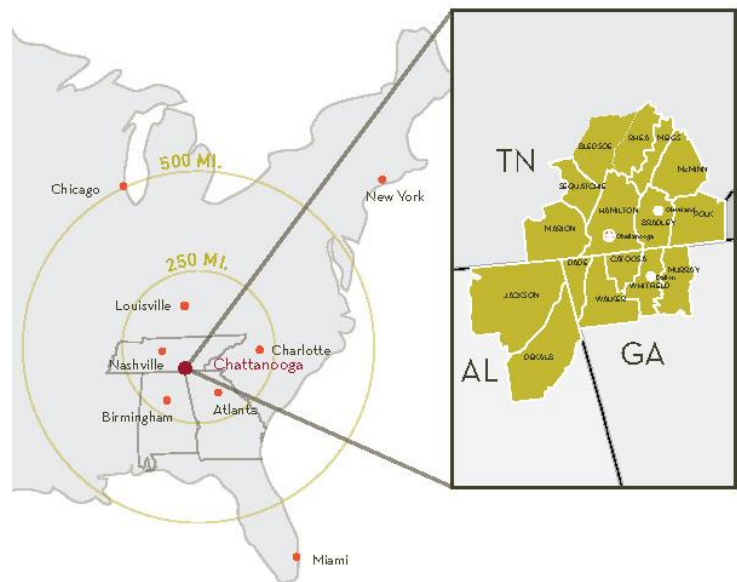 500 MI.
Chicago
New York
250 MI.
Louisville
Nashville
Chattanooga
Charlotte
Birmingham
Atlanta
Miami
TN
BLEDSOE
RHEA
MEIGS
McMINN
SEQUATCHIE
HAMILTON
Cleveland
BRADLEY
POLK
MARION
Chattanooga
DADE
CATOOSA
MURRAY
Dalton
WHITFIELD
JACKSON
WALKER
GA
AL
DEKALB